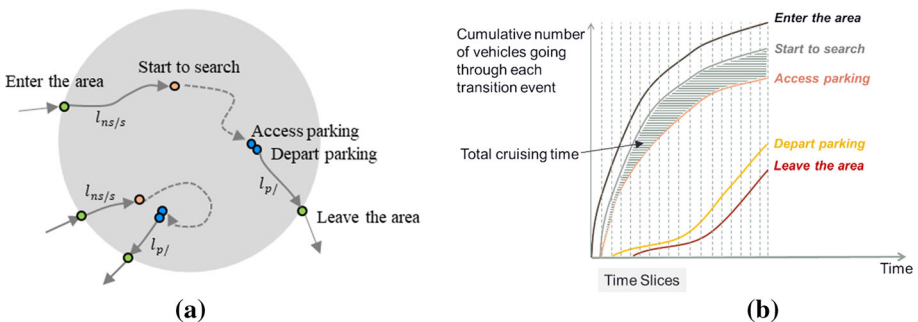 Enter the area
Start to search
l_ns/s
Access parking
Depart parking
l_p/
Leave the area
l_ns/s
l_p/
(a)
Cumulative number
of vehicles going
through each
transition event
Enter the area
Start to search
Access parking
Total cruising time
Depart parking
Leave the area
Time
Time Slices
(b)